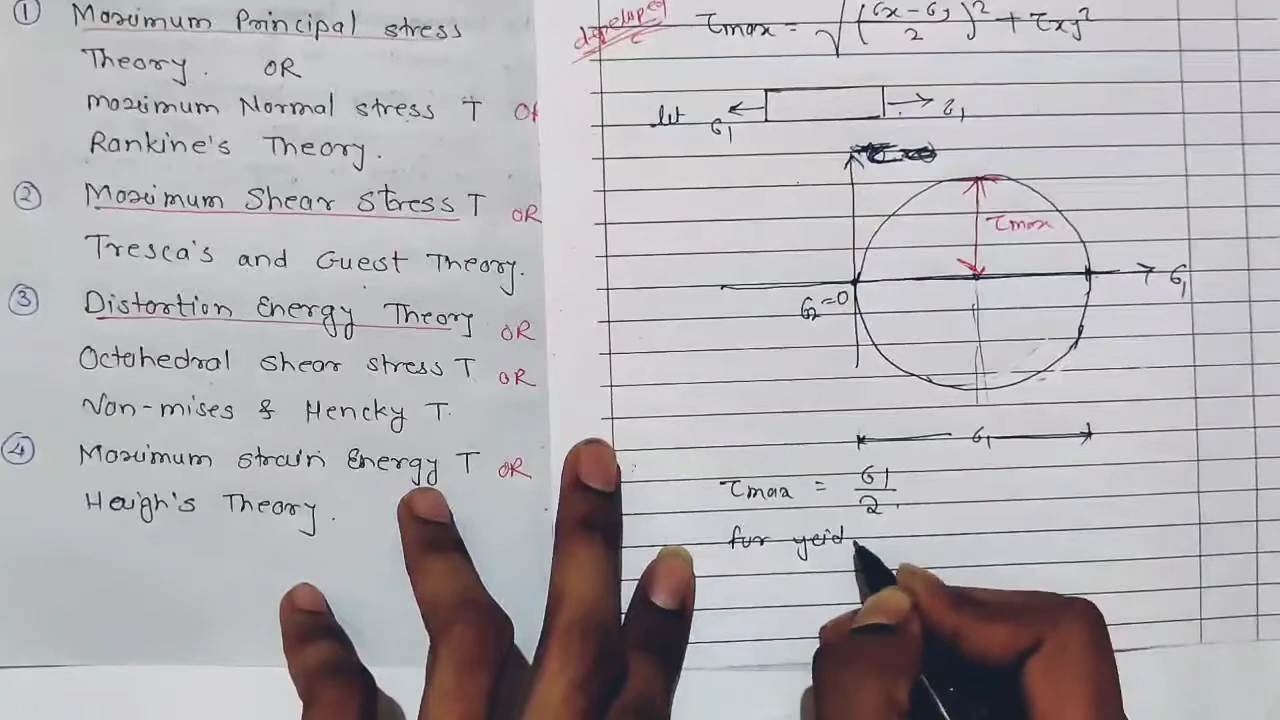 ① Maximum Principal stress
Theory. OR
Maximum Normal stress T OR
Rankine's Theory.
② Maximum Shear Stress T OR
Tresca's and Guest Theory.
③ Distortion Energy Theory OR
Octahedral shear stress T OR
Von-mises & Hencky T.
④ Maximum strain Energy T OR
Heigh's Theory.
developed
τmax = √((σx-σy)/2)² + τxy²
let σ1 σ1
τmax
σ2=0 σ1
σ1
τmax = σ1/2
for yeid